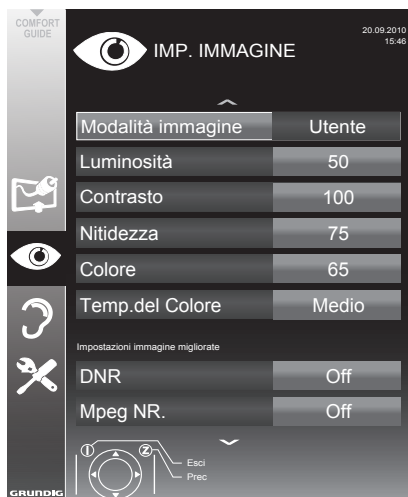 COMFORT
GUIDE
IMP. IMMAGINE
20.09.2010
15:46
Modalità immagine Utente
Luminosità 50
Contrasto 100
Nitidezza 75
Colore 65
Temp.del Colore Medio
Impostazioni immagine migliorate
DNR Off
Mpeg NR. Off
Z
Esci
Prec
GRUNDIG